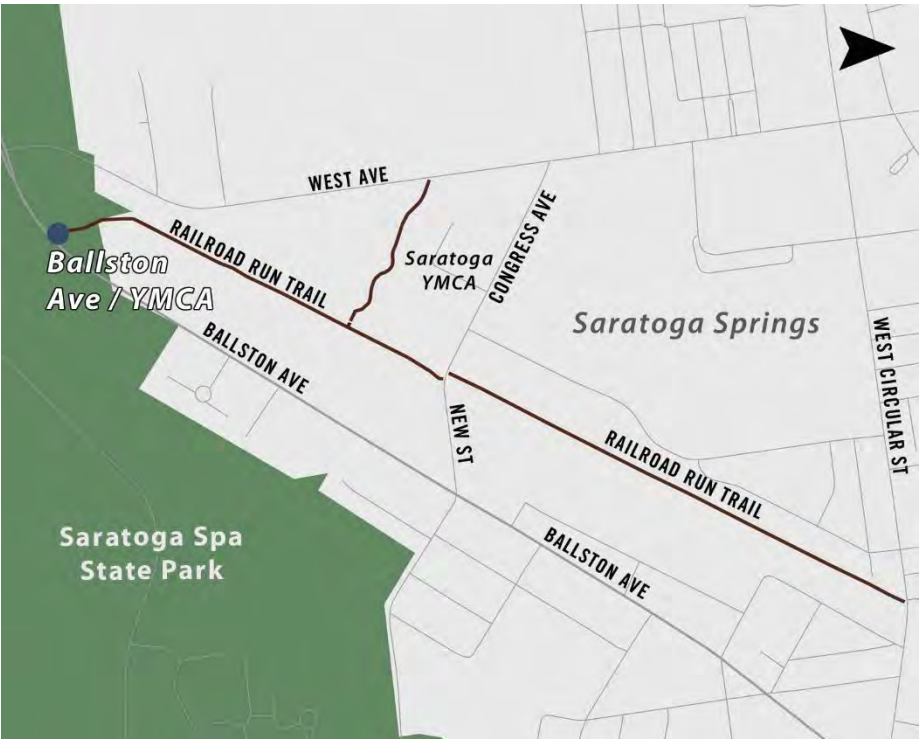 WEST AVE
RAILROAD RUN TRAIL
Saratoga
YMCA
CONGRESS AVE
Ballston
Ave / YMCA
Saratoga Springs
BALLSTON AVE
WEST CIRCULAR ST
NEW ST
RAILROAD RUN TRAIL
Saratoga Spa
State Park
BALLSTON AVE